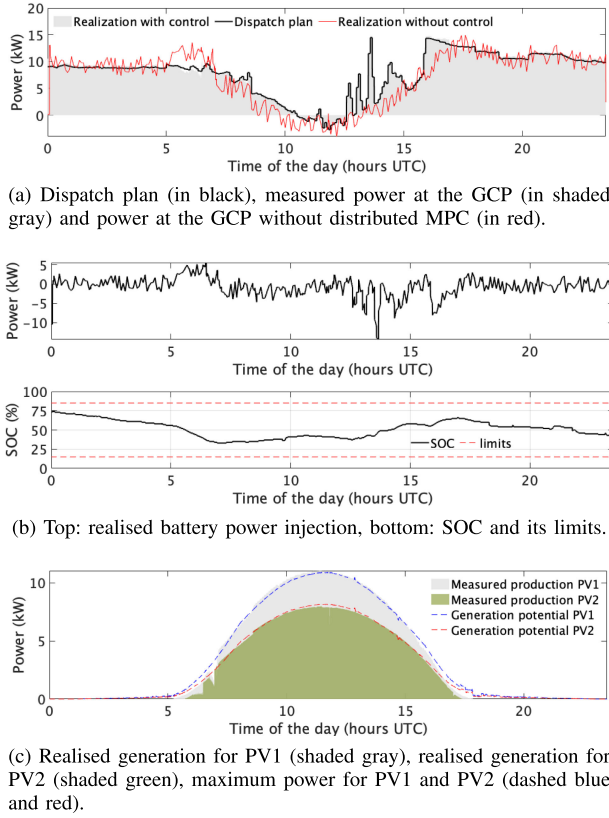 20
15
10
5
0
Power (kW)
Realization with control
Dispatch plan
Realization without control
0
5
10
15
20
Time of the day (hours UTC)
(a) Dispatch plan (in black), measured power at the GCP (in shaded
gray) and power at the GCP without distributed MPC (in red).
5
0
-5
-10
Power (kW)
0
5
10
15
20
Time of the day (hours UTC)
100
75
50
25
0
SOC (%)
SOC
limits
0
5
10
15
20
Time of the day (hours UTC)
(b) Top: realised battery power injection, bottom: SOC and its limits.
10
5
0
Power (kW)
Measured production PV1
Measured production PV2
Generation potential PV1
Generation potential PV2
0
5
10
15
20
Time of the day (hours UTC)
(c) Realised generation for PV1 (shaded gray), realised generation for
PV2 (shaded green), maximum power for PV1 and PV2 (dashed blue
and red).